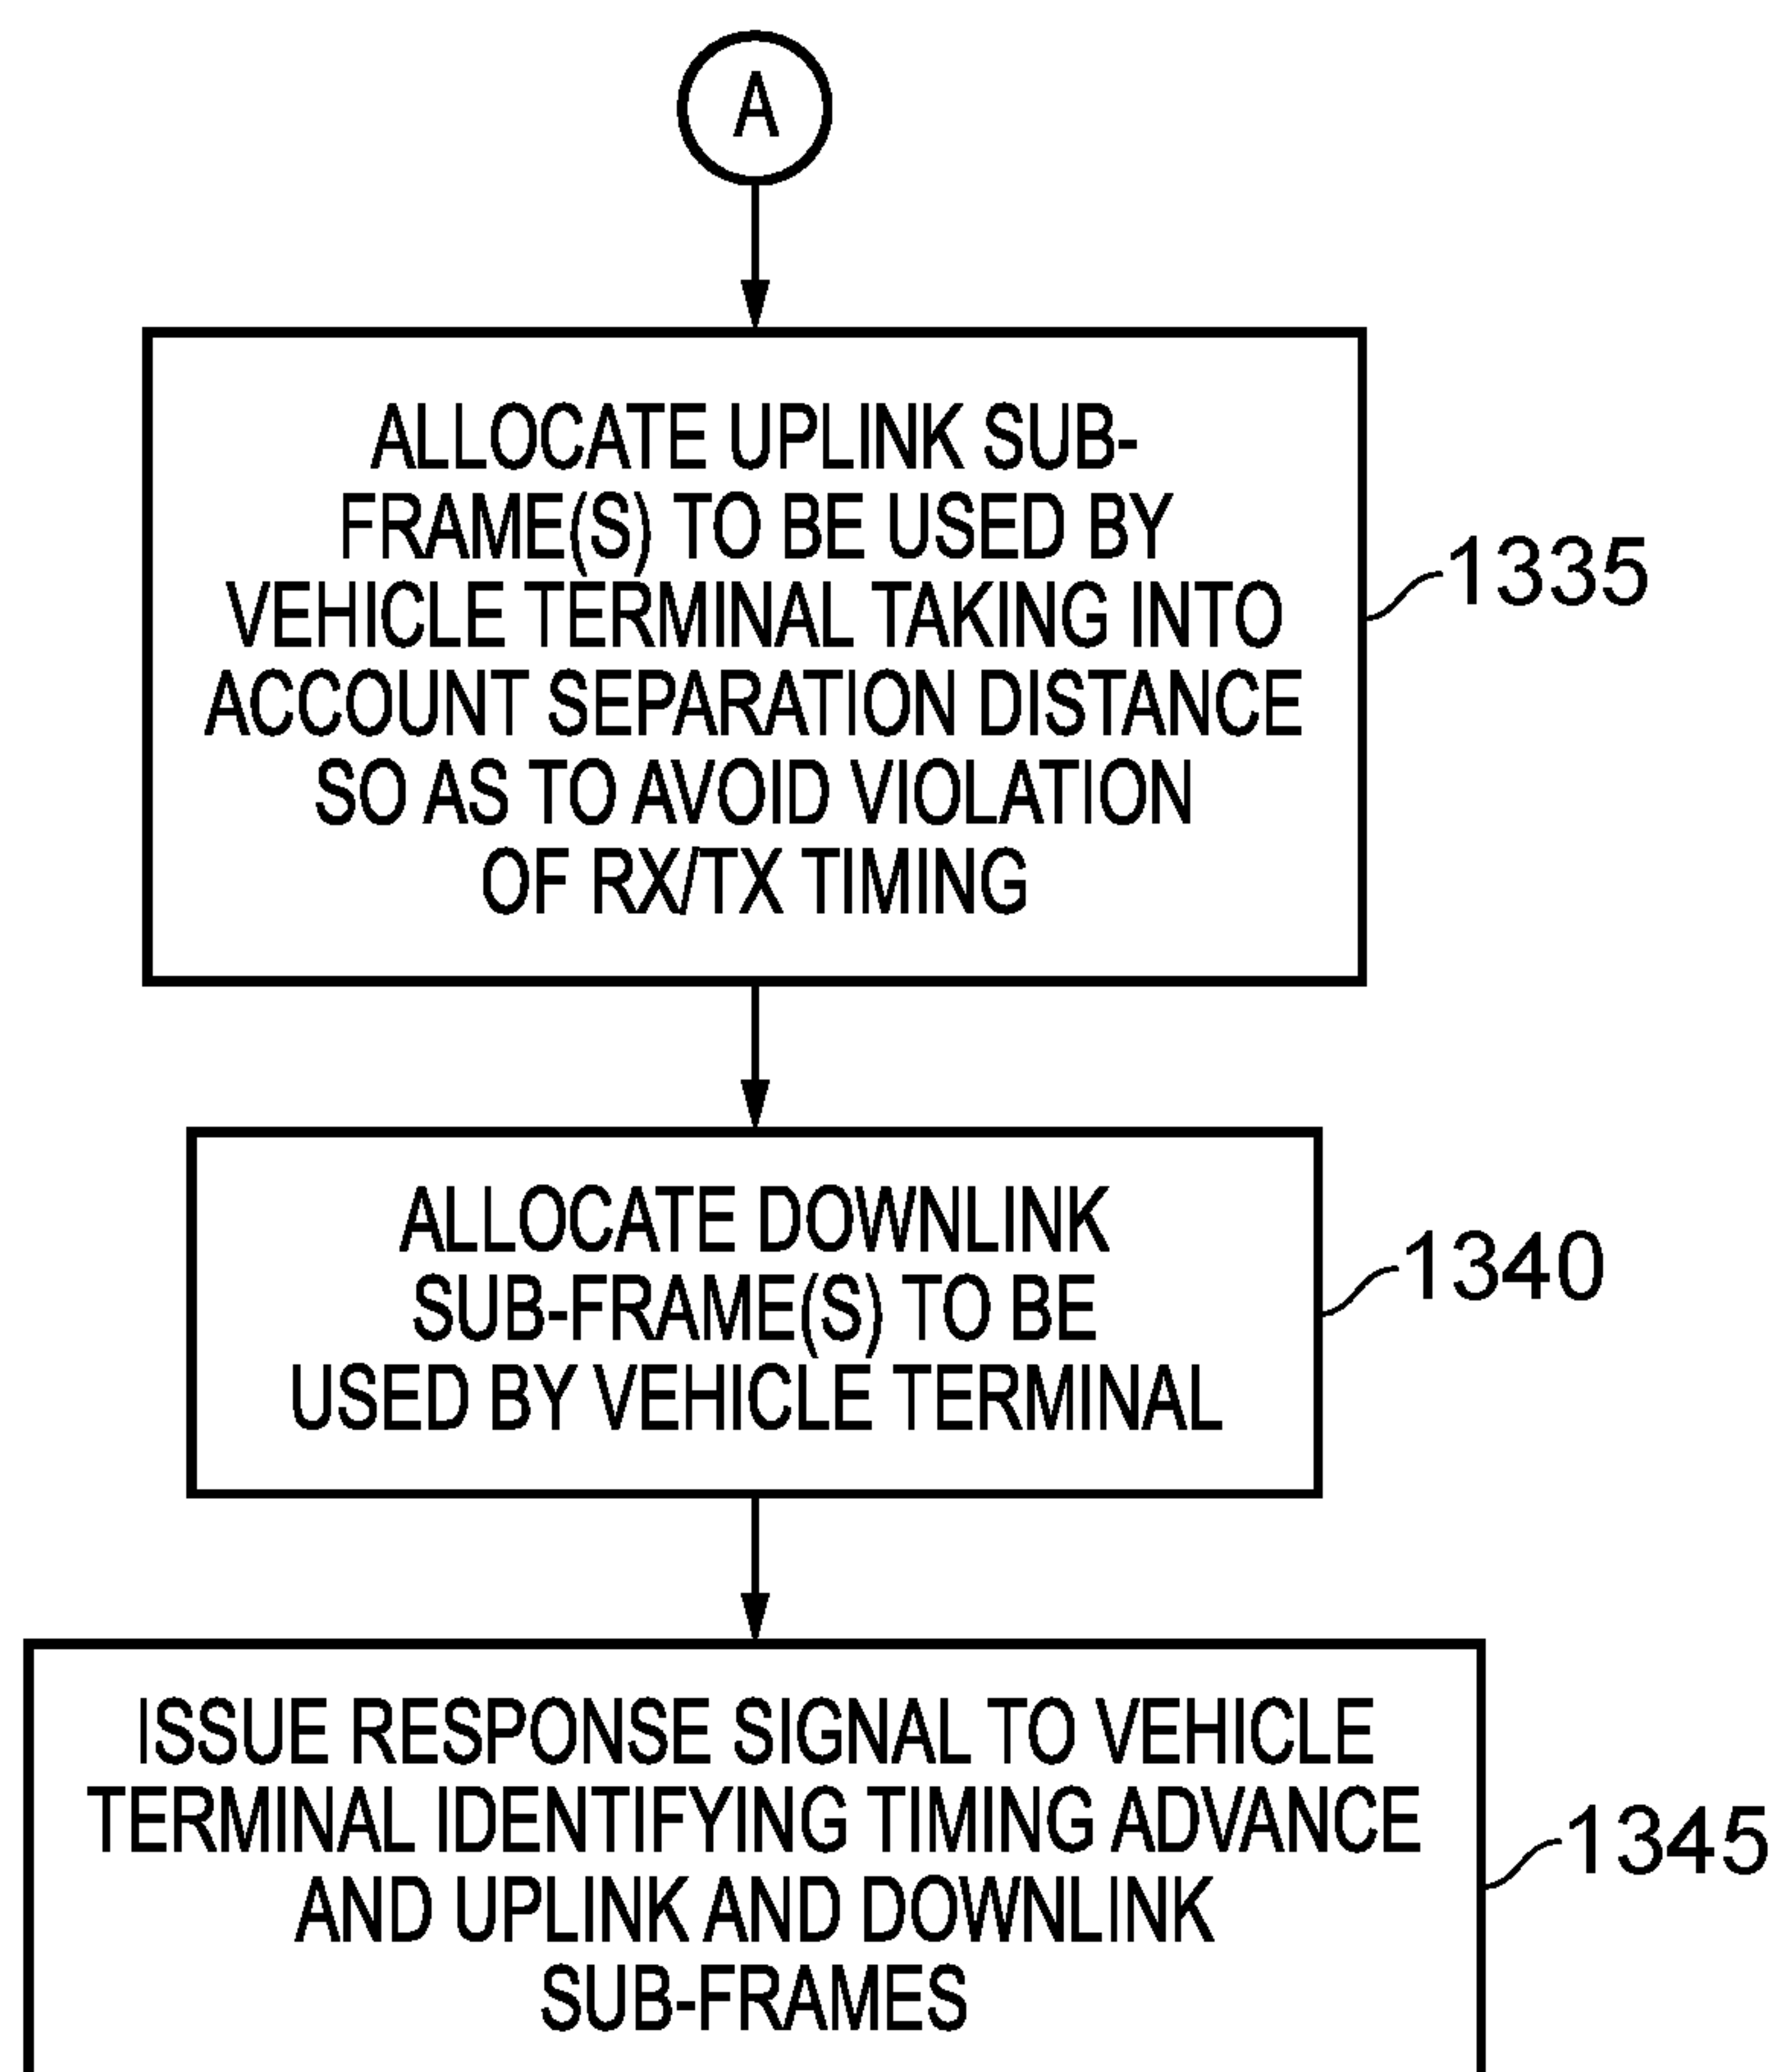 A
ALLOCATE UPLINK SUB-
FRAME(S) TO BE USED BY
VEHICLE TERMINAL TAKING INTO
ACCOUNT SEPARATION DISTANCE
SO AS TO AVOID VIOLATION
OF RX/TX TIMING
1335
ALLOCATE DOWNLINK
SUB-FRAME(S) TO BE
USED BY VEHICLE TERMINAL
1340
ISSUE RESPONSE SIGNAL TO VEHICLE
TERMINAL IDENTIFYING TIMING ADVANCE
AND UPLINK AND DOWNLINK
SUB-FRAMES
1345